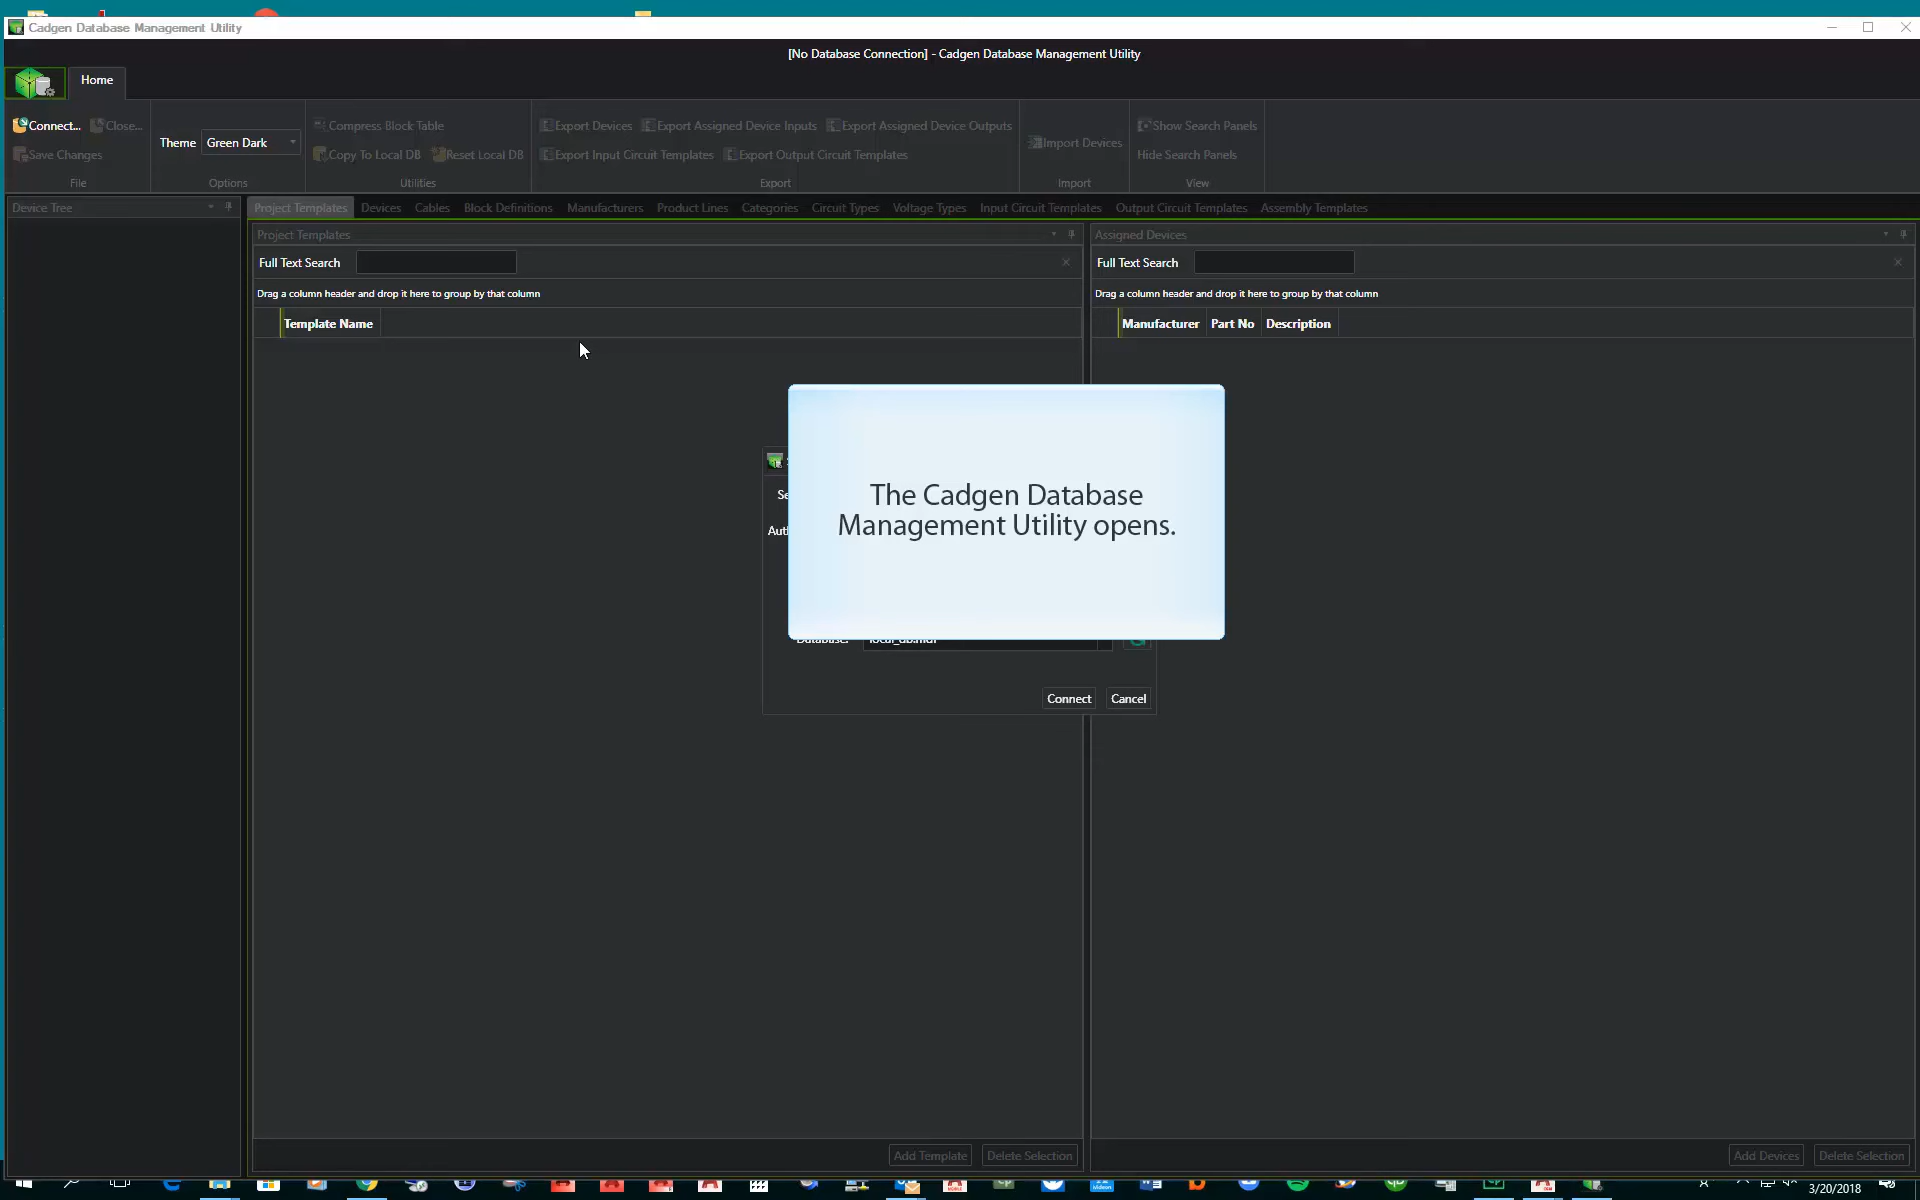 Cadgen Database Management Utility
[No Database Connection] - Cadgen Database Management Utility
Home
Connect... Close...
Save Changes
File
Theme Green Dark
Options
Compress Block Table
Copy To Local DB Reset Local DB
Utilities
Export Devices Export Assigned Device Inputs Export Assigned Device Outputs
Export Input Circuit Templates Export Output Circuit Templates
Export
Import Devices
Import
Show Search Panels
Hide Search Panels
View
Device Tree
Project Templates Devices Cables Block Definitions Manufacturers Product Lines Categories Circuit Types Voltage Types Input Circuit Templates Output Circuit Templates Assembly Templates
Project Templates
Full Text Search
Drag a column header and drop it here to group by that column
Template Name
Assigned Devices
Full Text Search
Drag a column header and drop it here to group by that column
Manufacturer Part No Description
The Cadgen Database
Management Utility opens.
Database: local_db.mdf
Connect Cancel
Add Template Delete Selection
Add Devices Delete Selection
3/20/2018